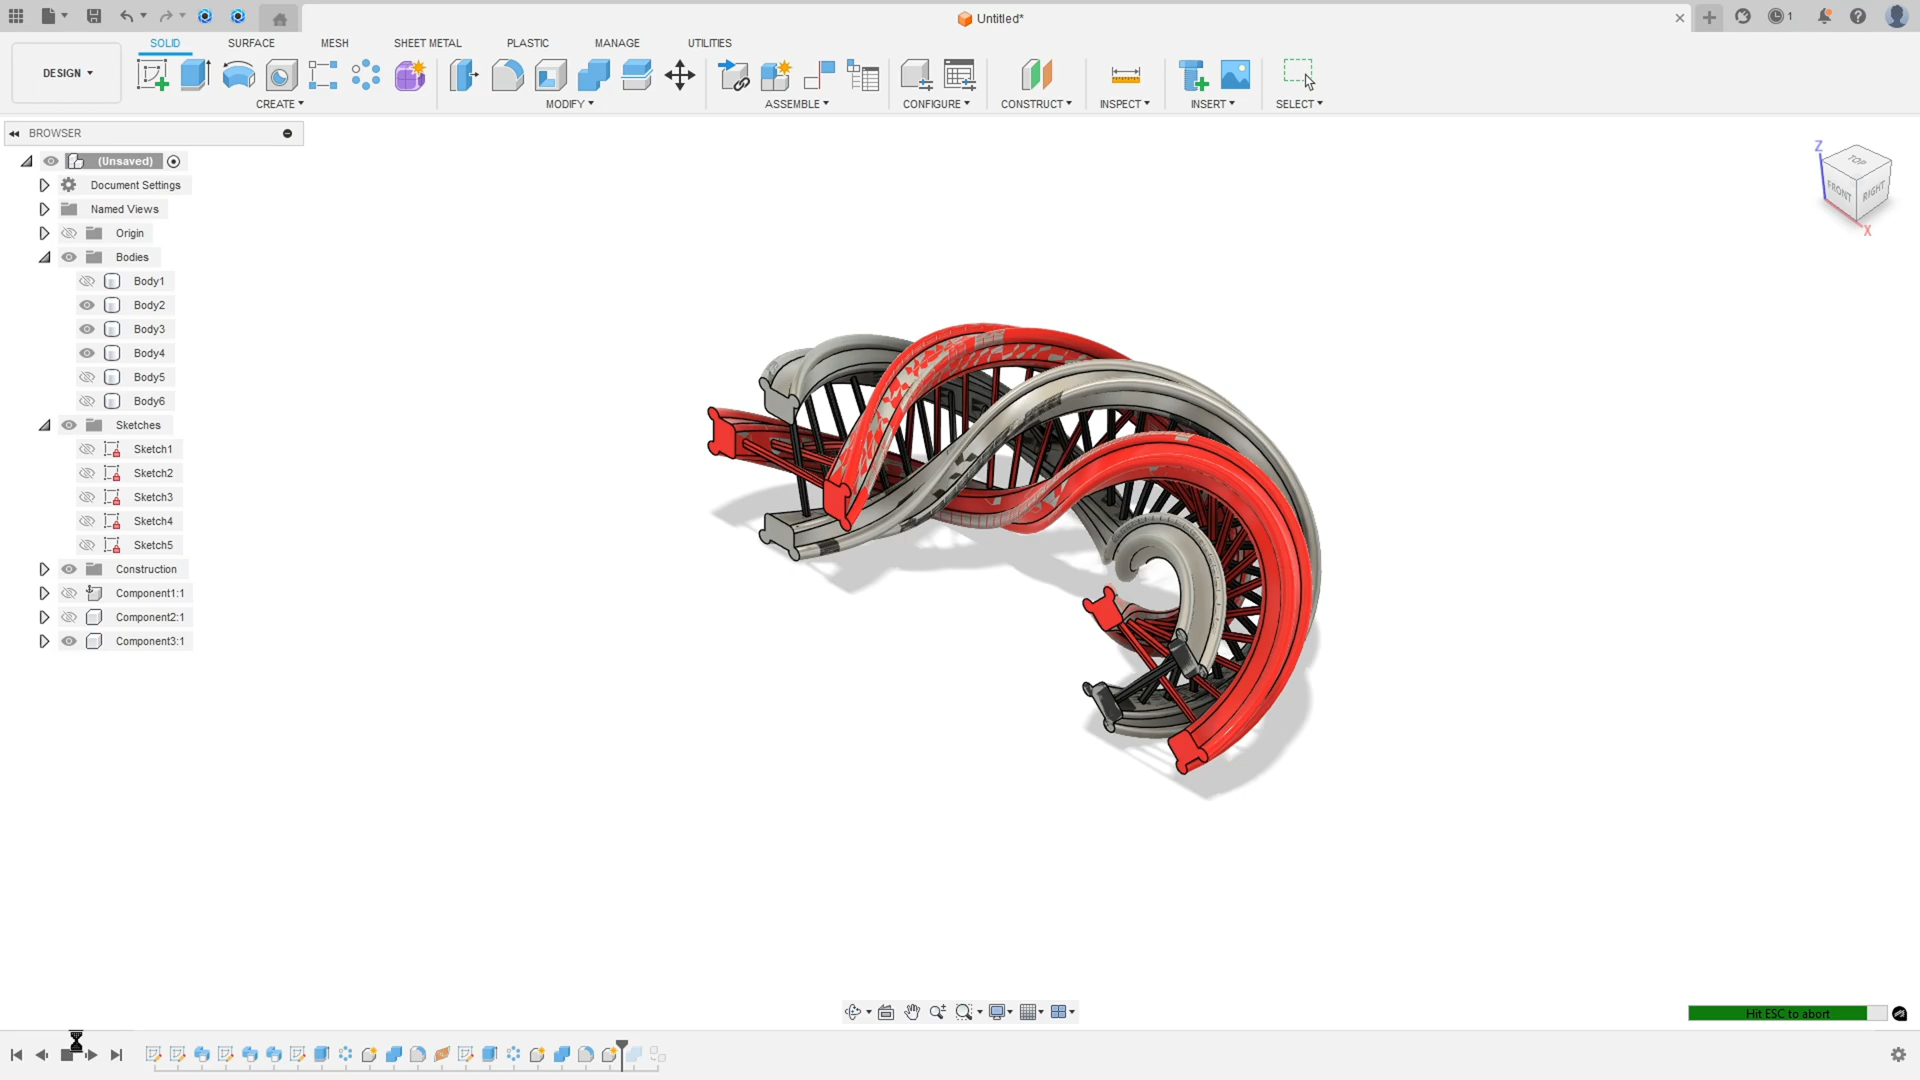 Untitled*
1
DESIGN
SOLID
SURFACE
MESH
SHEET METAL
PLASTIC
MANAGE
UTILITIES
CREATE
MODIFY
ASSEMBLE
CONFIGURE
CONSTRUCT
INSPECT
INSERT
SELECT
BROWSER
(Unsaved)
Document Settings
Named Views
Origin
Bodies
Body1
Body2
Body3
Body4
Body5
Body6
Sketches
Sketch1
Sketch2
Sketch3
Sketch4
Sketch5
Construction
Component1:1
Component2:1
Component3:1
Z
TOP
FRONT
RIGHT
X
Hit ESC to abort